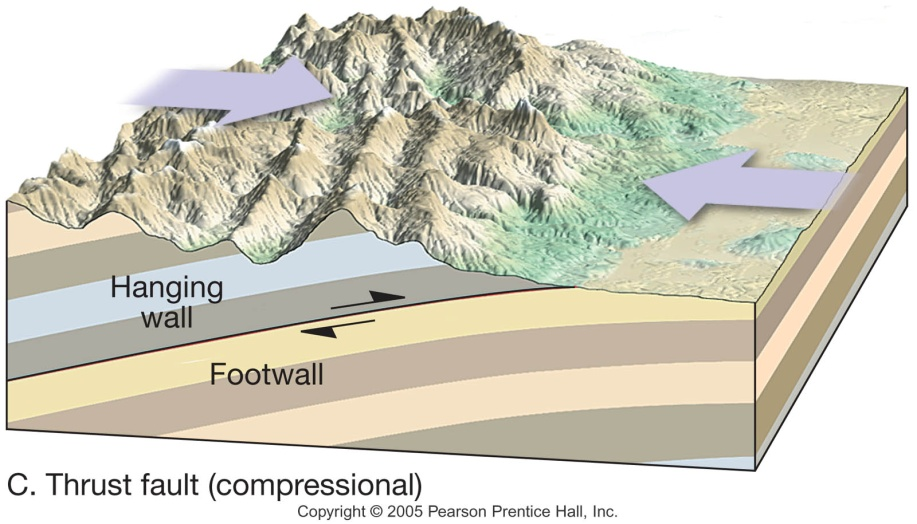 Hanging
wall
Footwall
C. Thrust fault (compressional)
Copyright © 2005 Pearson Prentice Hall, Inc.